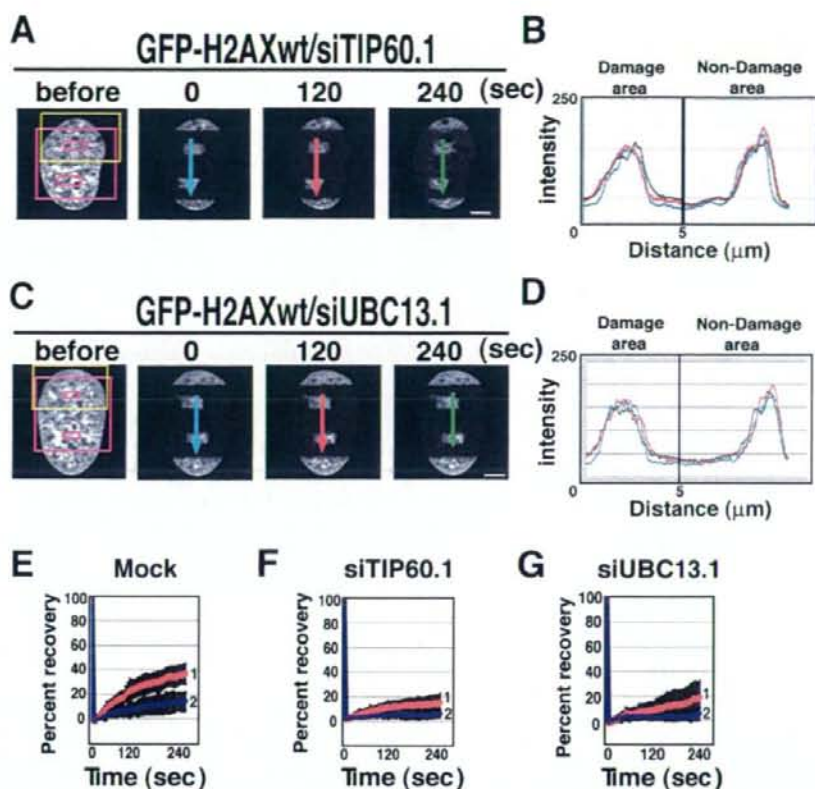 A
GFP-H2AXwt/siTIP60.1
before 0 120 240 (sec)
B
Damage area
Non-Damage area
250
intensity
0
5
Distance (μm)
C
GFP-H2AXwt/siUBC13.1
before 0 120 240 (sec)
D
Damage area
Non-Damage area
250
intensity
0
5
Distance (μm)
E
Mock
Percent recovery
100
80
60
40
20
0
1
2
0 120 240
Time (sec)
F
siTIP60.1
Percent recovery
100
80
60
40
20
0
1
2
0 120 240
Time (sec)
G
siUBC13.1
Percent recovery
100
80
60
40
20
0
1
2
0 120 240
Time (sec)